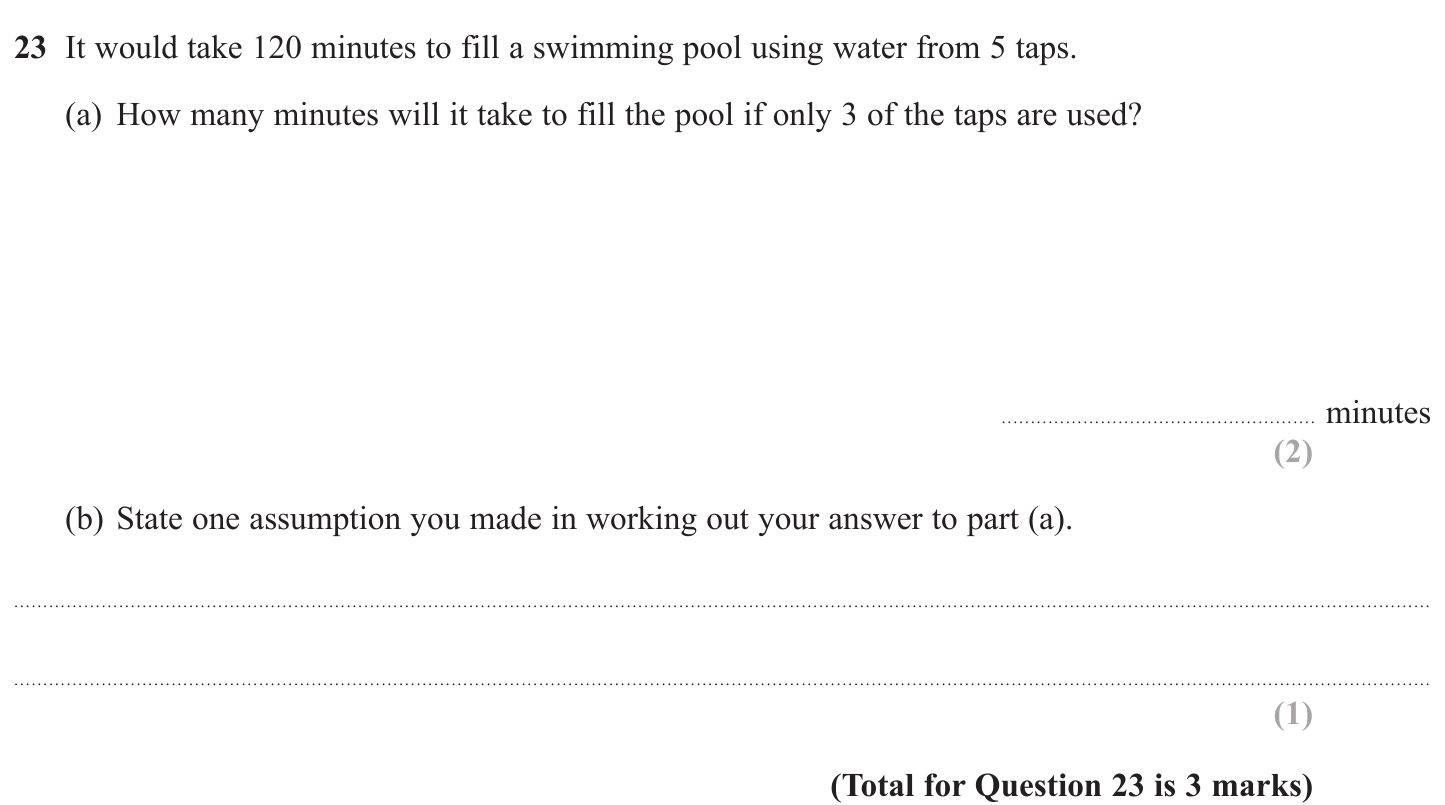 23 It would take 120 minutes to fill a swimming pool using water from 5 taps.
(a) How many minutes will it take to fill the pool if only 3 of the taps are used?
...................................................... minutes
(2)
(b) State one assumption you made in working out your answer to part (a).
(1)
(Total for Question 23 is 3 marks)